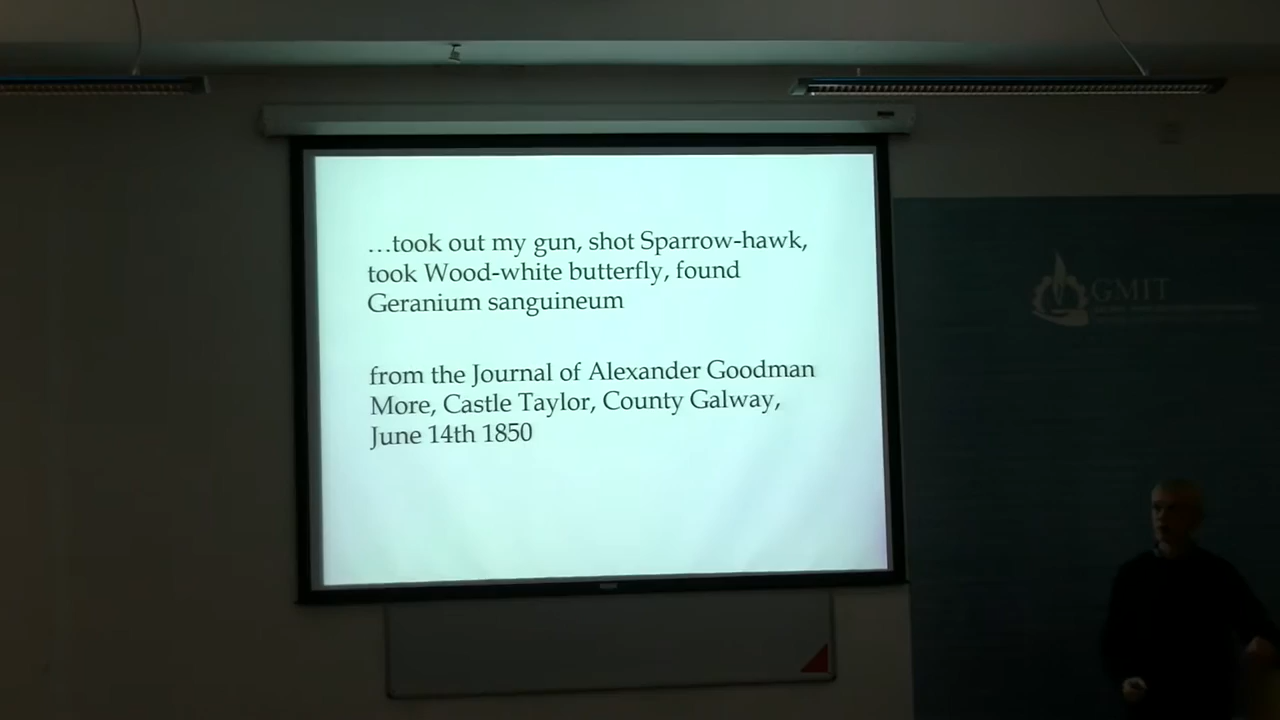 …took out my gun, shot Sparrow-hawk,
took Wood-white butterfly, found
Geranium sanguineum
from the Journal of Alexander Goodman
More, Castle Taylor, County Galway,
June 14th 1850
GMIT